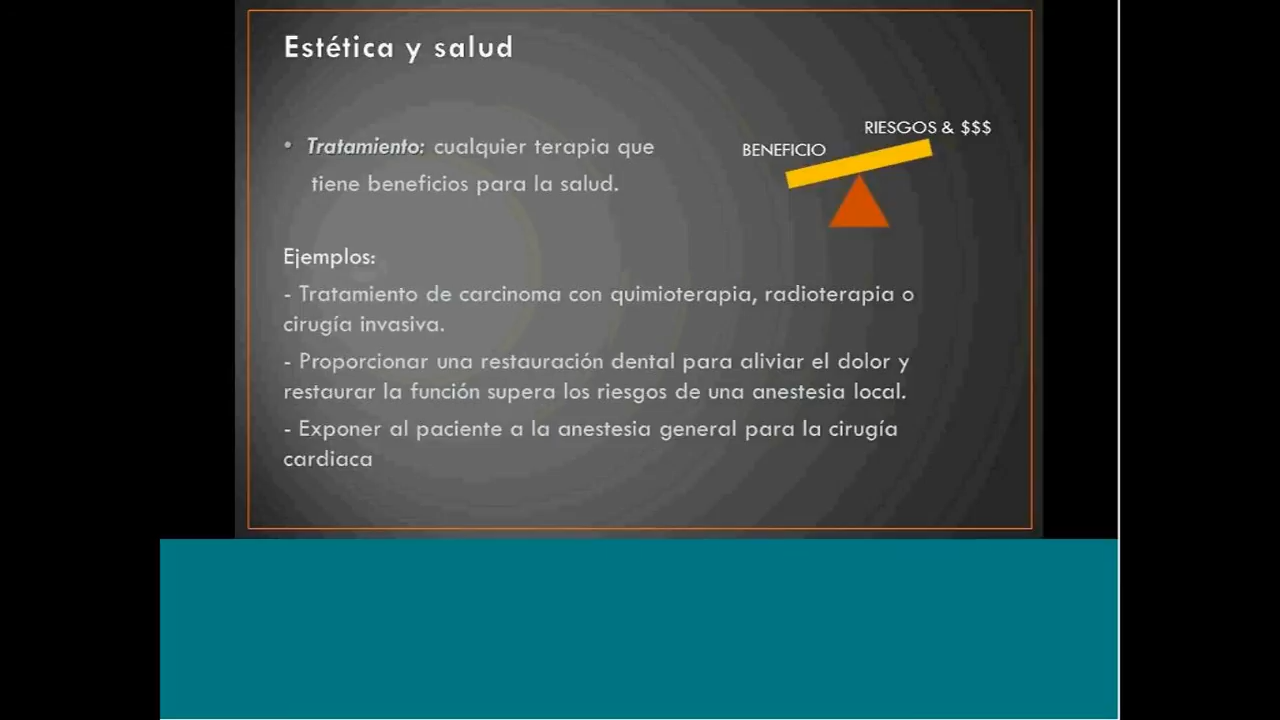 Estética y salud
• Tratamiento: cualquier terapia que
tiene beneficios para la salud.
RIESGOS & $$$
BENEFICIO
Ejemplos:
- Tratamiento de carcinoma con quimioterapia, radioterapia o
cirugía invasiva.
- Proporcionar una restauración dental para aliviar el dolor y
restaurar la función supera los riesgos de una anestesia local.
- Exponer al paciente a la anestesia general para la cirugía
cardiaca